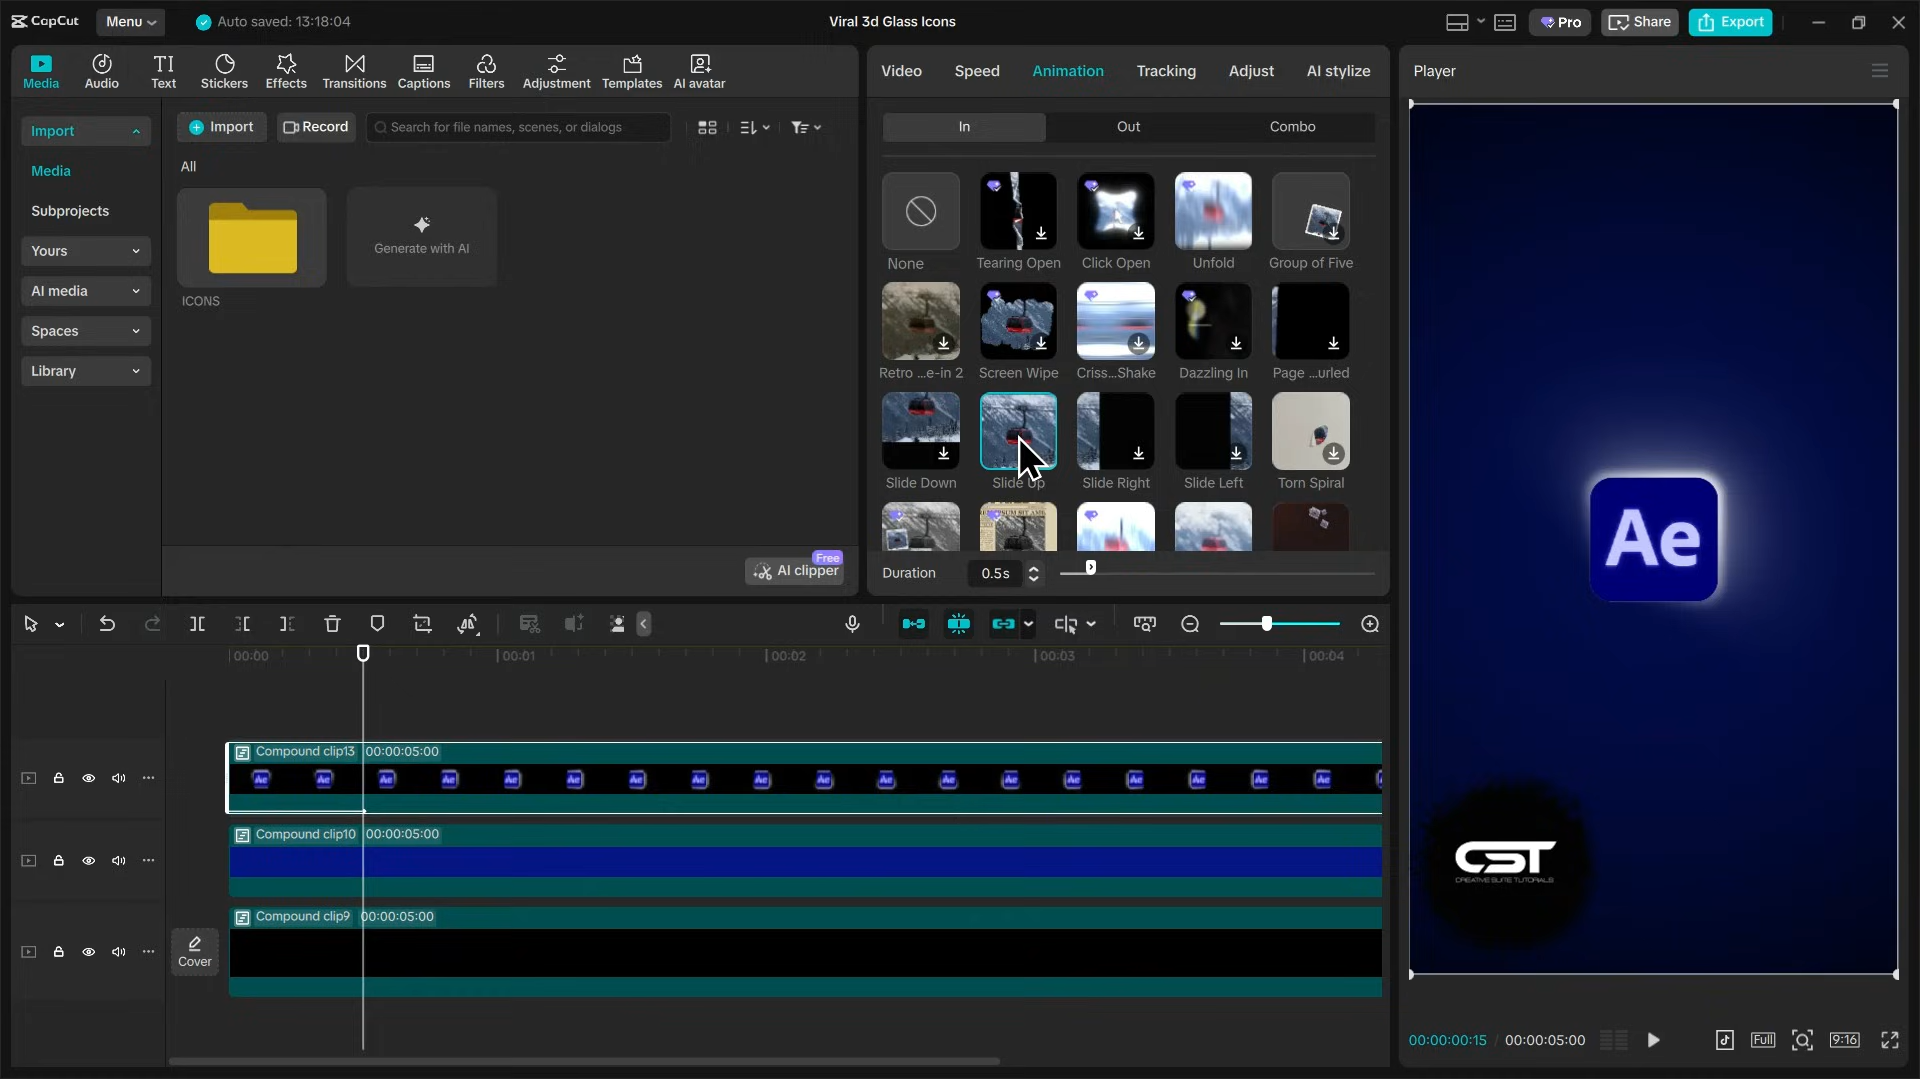 CapCut
Menu
Auto saved: 13:18:04
Viral 3d Glass Icons
Pro
Share
Export
Media
Audio
Text
Stickers
Effects
Transitions
Captions
Filters
Adjustment
Templates
AI avatar
Import
Media
Subprojects
Yours
AI media
Spaces
Library
Import
Record
Search for file names, scenes, or dialogs
All
Generate with AI
ICONS
Free
AI clipper
Video
Speed
Animation
Tracking
Adjust
AI stylize
In
Out
Combo
None
Tearing Open
Click Open
Unfold
Group of Five
Retro ...e-in 2
Screen Wipe
Criss...Shake
Dazzling In
Page ...urled
Slide Down
Slide Up
Slide Right
Slide Left
Torn Spiral
Duration
0.5s
Player
Ae
CST
CREATIVE SUITE TUTORIALS
00:00:00:15
00:00:05:00
Full
9:16
00:00
00:01
00:02
00:03
00:04
Compound clip13 00:00:05:00
Compound clip10 00:00:05:00
Compound clip9 00:00:05:00
Cover